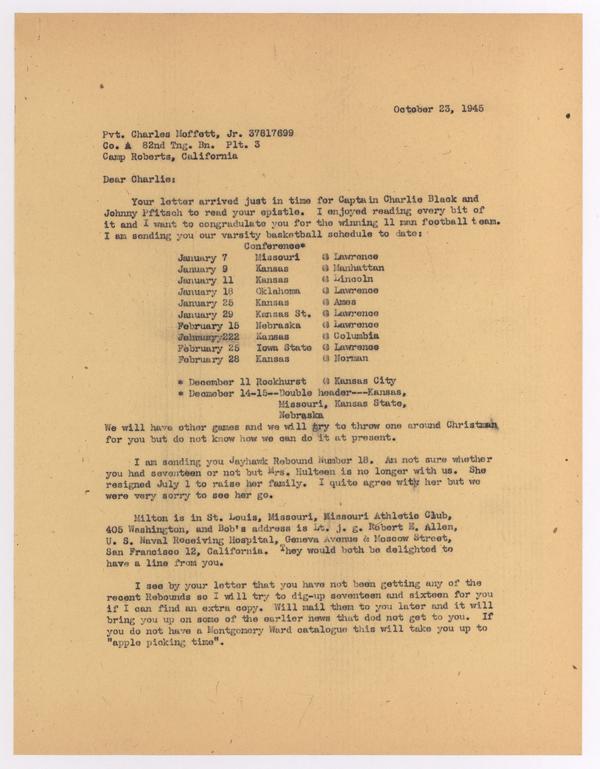 October 23, 1945
Pvt. Charles Moffett, Jr. 37817699
Co. A 82nd Tng. Bn. Plt. 3
Camp Roberts, California
Dear Charlie:
Your letter arrived just in time for Captain Charlie Black and
Johnny Pfitsch to read your epistle. I enjoyed reading every bit of
it and I want to congradulate you for the winning 11 man football team.
I am sending you our varsity basketball schedule to date:
Conference*
January 7 Missouri @ Lawrence
January 9 Kansas @ Manhattan
January 11 Kansas @ Lincoln
January 18 Oklahoma @ Lawrence
January 25 Kansas @ Ames
January 29 Kansas St. @ Lawrence
February 15 Nebraska @ Lawrence
222 Kansas @ Columbia
February 25 Iowa State @ Lawrence
February 28 Kansas @ Norman
* December 11 Rockhurst @ Kansas City
* Decmober 14-15--Double header---Kansas,
Missouri, Kansas State,
Nebraska
We will have other games and we will try to throw one around Christman
for you but do not know how we can do it at present.
I am sending you Jayhawk Rebound Number 18. Am not sure whether
you had seventeen or not but Mrs. Hulteen is no longer with us. She
resigned July 1 to raise her family. I quite agree with her but we
were very sorry to see her go.
Milton is in St. Louis, Missouri, Missouri Athletic Club,
405 Washington, and Bob's address is Lt. j. g. Robert E. Allen,
U. S. Naval Receiving Hospital, Geneva Avenue & Moscow Street,
San Francisco 12, California. They would both be delighted to
have a line from you.
I see by your letter that you have not been getting any of the
recent Rebounds so I will try to dig-up seventeen and sixteen for you
if I can find an extra copy. Will mail them to you later and it will
bring you up on some of the earlier news that dod not get to you. If
you do not have a Montgomery Ward catalogue this will take you up to
"apple picking time".